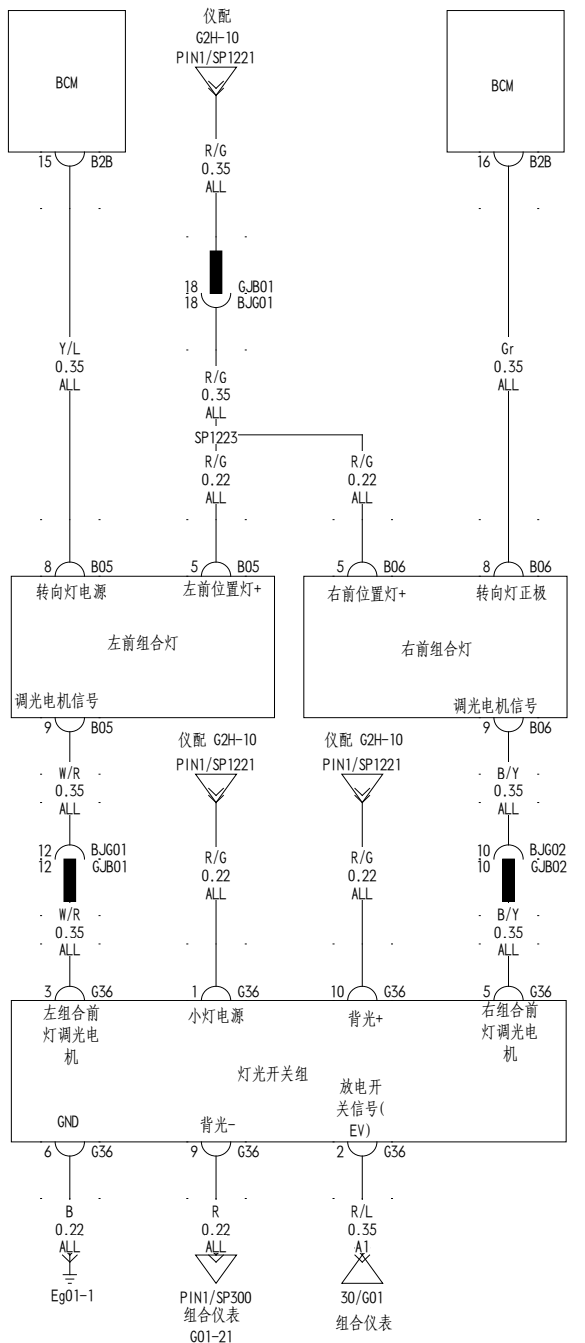 仪配
G2H-10
PIN1/SP1221
BCM
BCM
15 B2B
16 B2B
R/G
0.35
ALL
18 GJB01
18 BJG01
Y/L
0.35
ALL
Gr
0.35
ALL
R/G
0.35
ALL
SP1223
R/G
0.22
ALL
R/G
0.22
ALL
8 B05
5 B05
5 B06
8 B06
转向灯电源
左前位置灯+
右前位置灯+
转向灯正极
左前组合灯
右前组合灯
调光电机信号
调光电机信号
9 B05
9 B06
仪配 G2H-10
PIN1/SP1221
仪配 G2H-10
PIN1/SP1221
W/R
0.35
ALL
B/Y
0.35
ALL
12 BJG01
12 GJB01
10 BJG02
10 GJB02
R/G
0.22
ALL
R/G
0.22
ALL
W/R
0.35
ALL
B/Y
0.35
ALL
3 G36
1 G36
10 G36
5 G36
左组合前
灯调光电
机
小灯电源
背光+
右组合前
灯调光电
机
灯光开关组
GND
背光-
放电开
关信号(
EV)
6 G36
9 G36
2 G36
B
0.22
ALL
R
0.22
ALL
R/L
0.35
A1
Eg01-1
PIN1/SP300
组合仪表
G01-21
30/G01
组合仪表